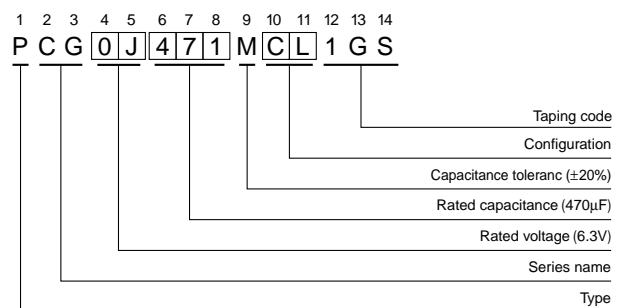 1 2 3 4 5 6 7 8 9 10 11 12 13 14
P C G 0 J 4 7 1 M C L 1 G S
Taping code
Configuration
Capacitance toleranc (±20%)
Rated capacitance (470µF)
Rated voltage (6.3V)
Series name
Type